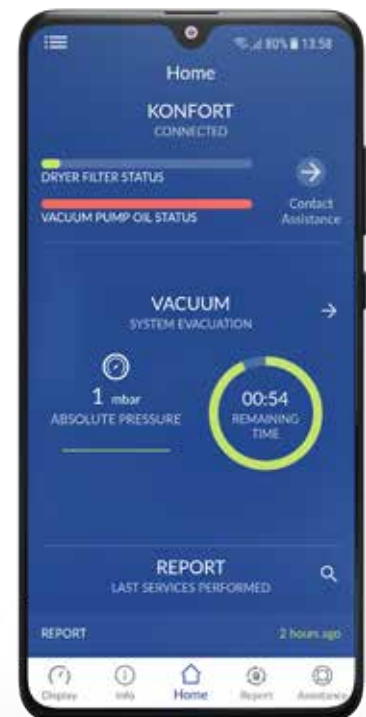 80% 13:58
Home
KONFORT
CONNECTED
DRYER FILTER STATUS
VACUUM PUMP OIL STATUS
Contact
Assistance
VACUUM
SYSTEM EVACUATION
1 mbar
ABSOLUTE PRESSURE
00:54
REMAINING
TIME
REPORT
LAST SERVICES PERFORMED
REPORT 2 hours ago
Display Info Home Report Assistance